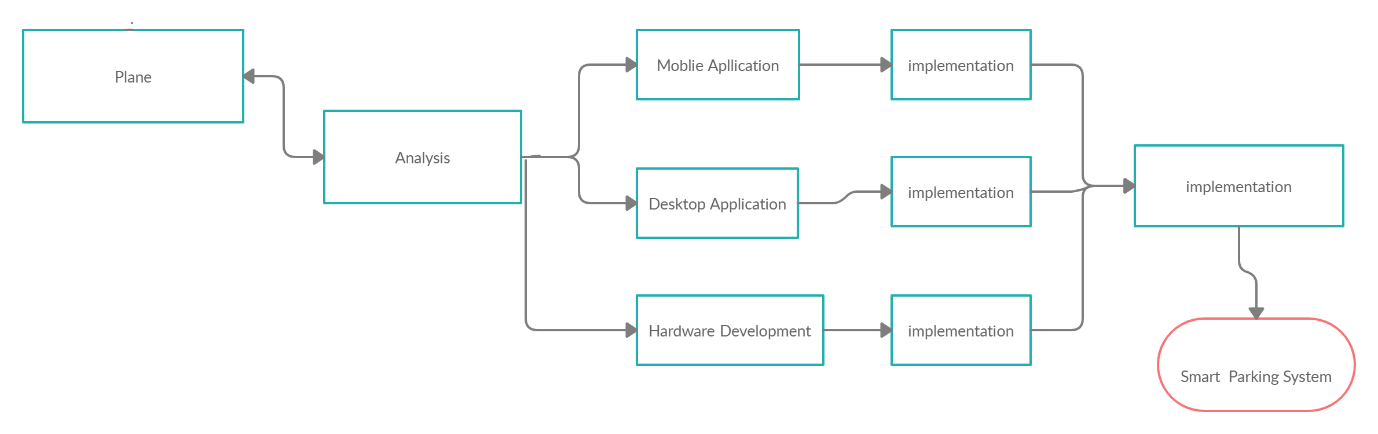 Plane
Analysis
Moblie Apllication
implementation
Desktop Application
implementation
Hardware Development
implementation
implementation
Smart Parking System